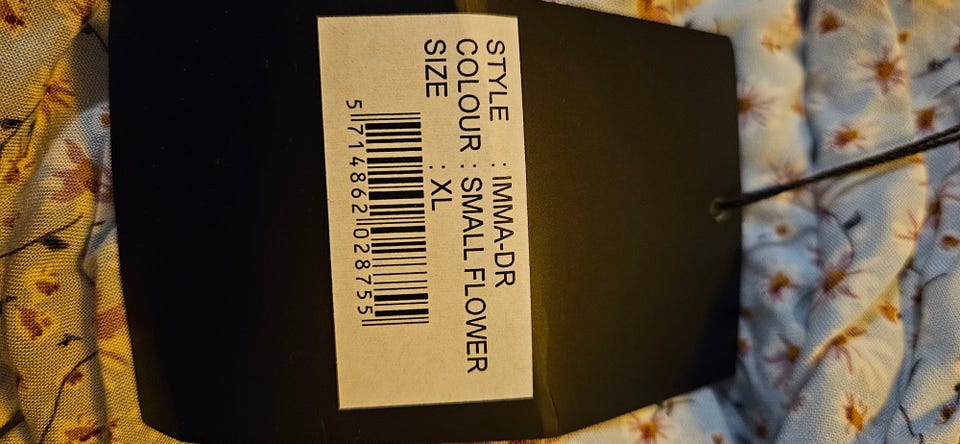 STYLE : IMMA-DR
COLOUR : SMALL FLOWER
SIZE : XL
5 714862 028755